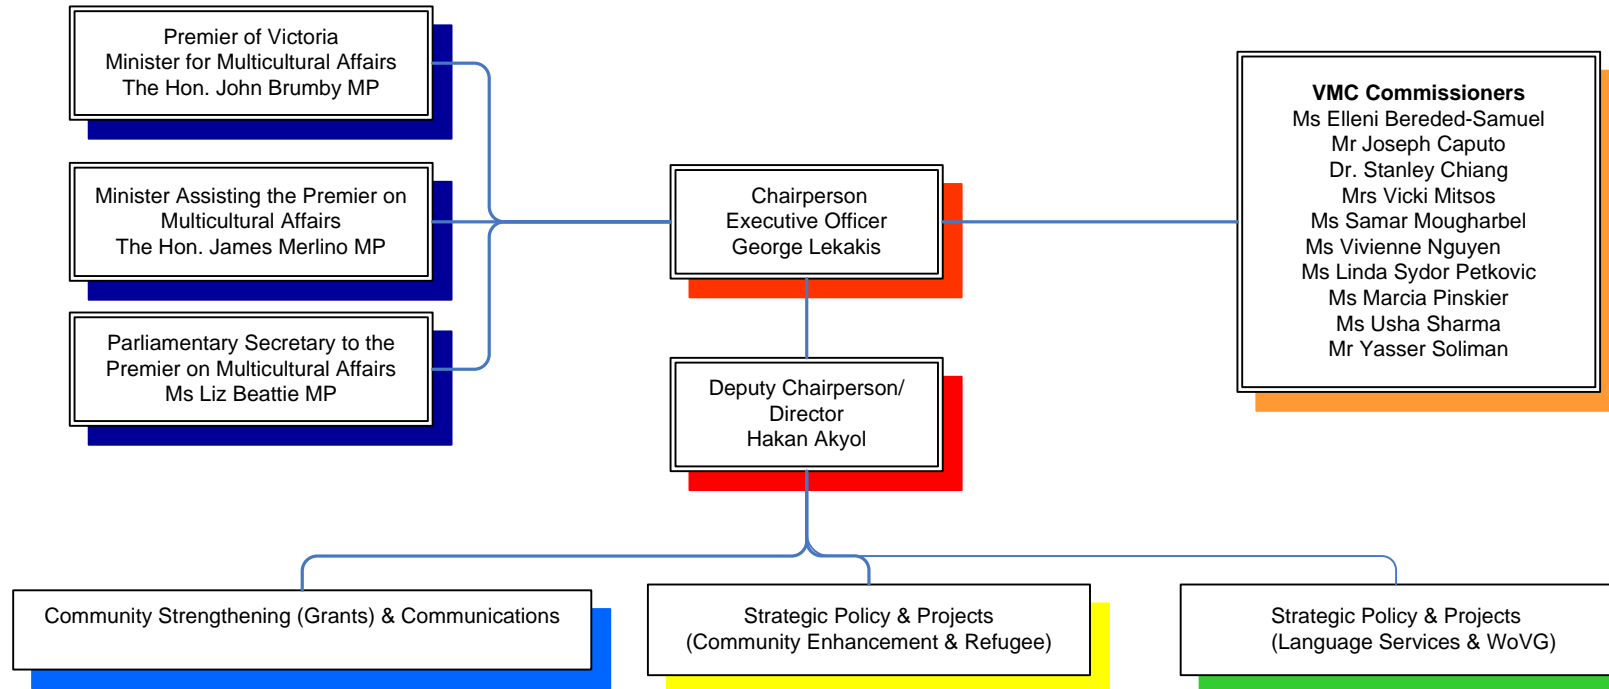 Premier of Victoria
Minister for Multicultural Affairs
The Hon. John Brumby MP
Minister Assisting the Premier on
Multicultural Affairs
The Hon. James Merlino MP
Parliamentary Secretary to the
Premier on Multicultural Affairs
Ms Liz Beattie MP
Chairperson
Executive Officer
George Lekakis
Deputy Chairperson/
Director
Hakan Akyol
VMC Commissioners
Ms Elleni Bereded-Samuel
Mr Joseph Caputo
Dr. Stanley Chiang
Mrs Vicki Mitsos
Ms Samar Mougharbel
Ms Vivienne Nguyen
Ms Linda Sydor Petkovic
Ms Marcia Pinskier
Ms Usha Sharma
Mr Yasser Soliman
Community Strengthening (Grants) & Communications
Strategic Policy & Projects
(Community Enhancement & Refugee)
Strategic Policy & Projects
(Language Services & WoVG)